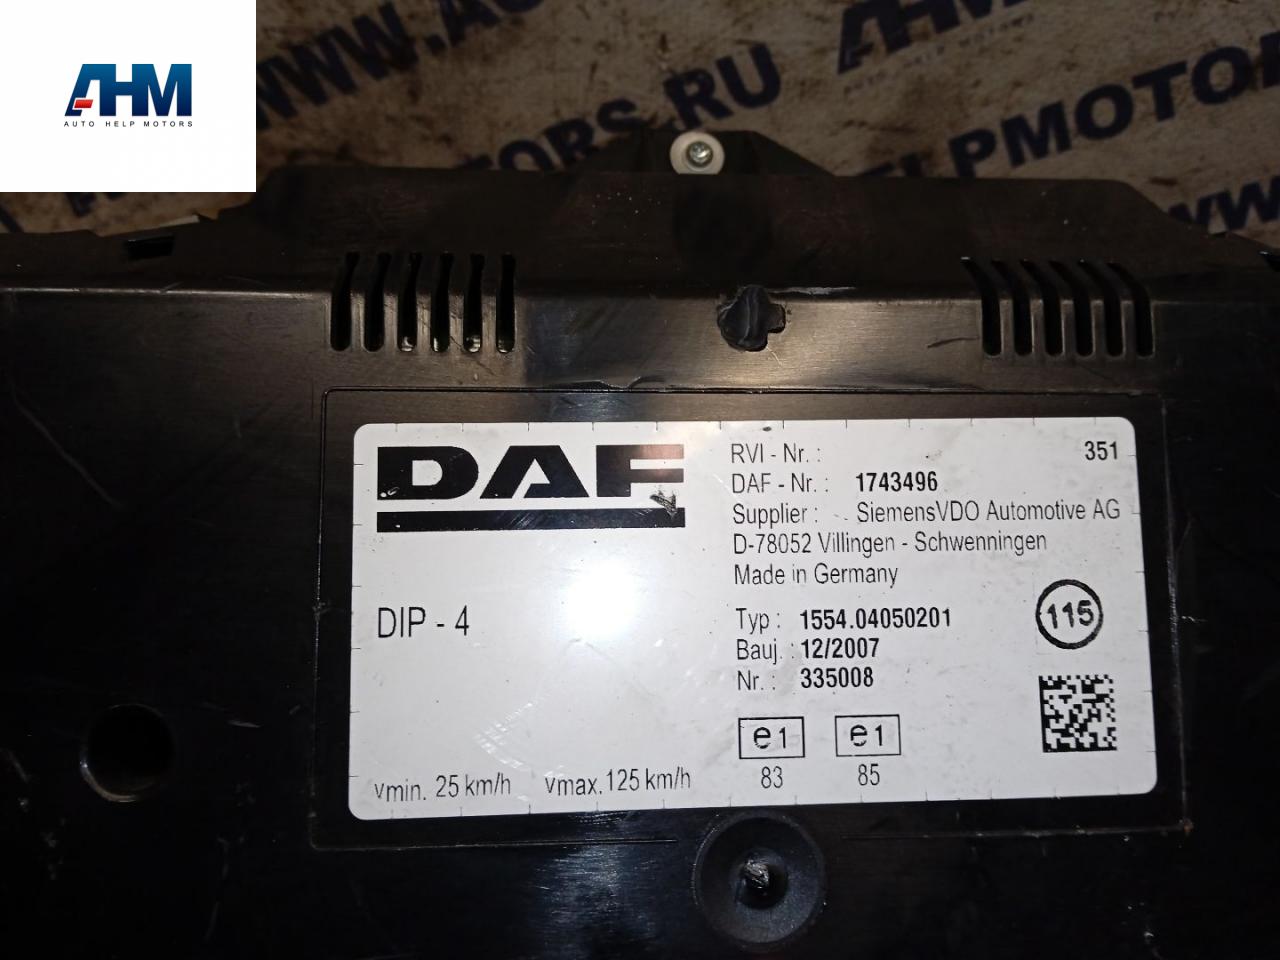 AHM
AUTO HELP MOTORS
DAF
RVI - Nr. : 351
DAF - Nr. : 1743496
Supplier : SiemensVDO Automotive AG
D-78052 Villingen - Schwenningen
Made in Germany
DIP - 4
Typ : 1554.04050201
Bauj. : 12/2007
Nr. : 335008
115
e1 e1
83 85
vmin. 25 km/h vmax. 125 km/h